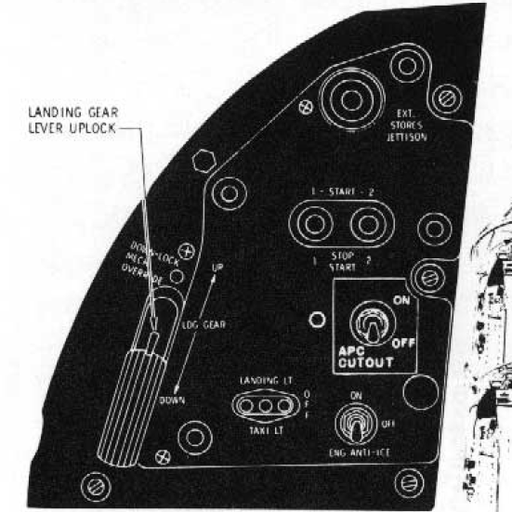 LANDING GEAR
LEVER UPLOCK
EXT.
STORES
JETTISON
1 - START - 2
1 STOP 2
START
DOWN-LOCK
MECH
OVERRIDE
UP
LDG GEAR
DOWN
ON
OFF
APC
CUTOUT
LANDING LT
OFF
TAXI LT
ON
OFF
ENG ANTI-ICE